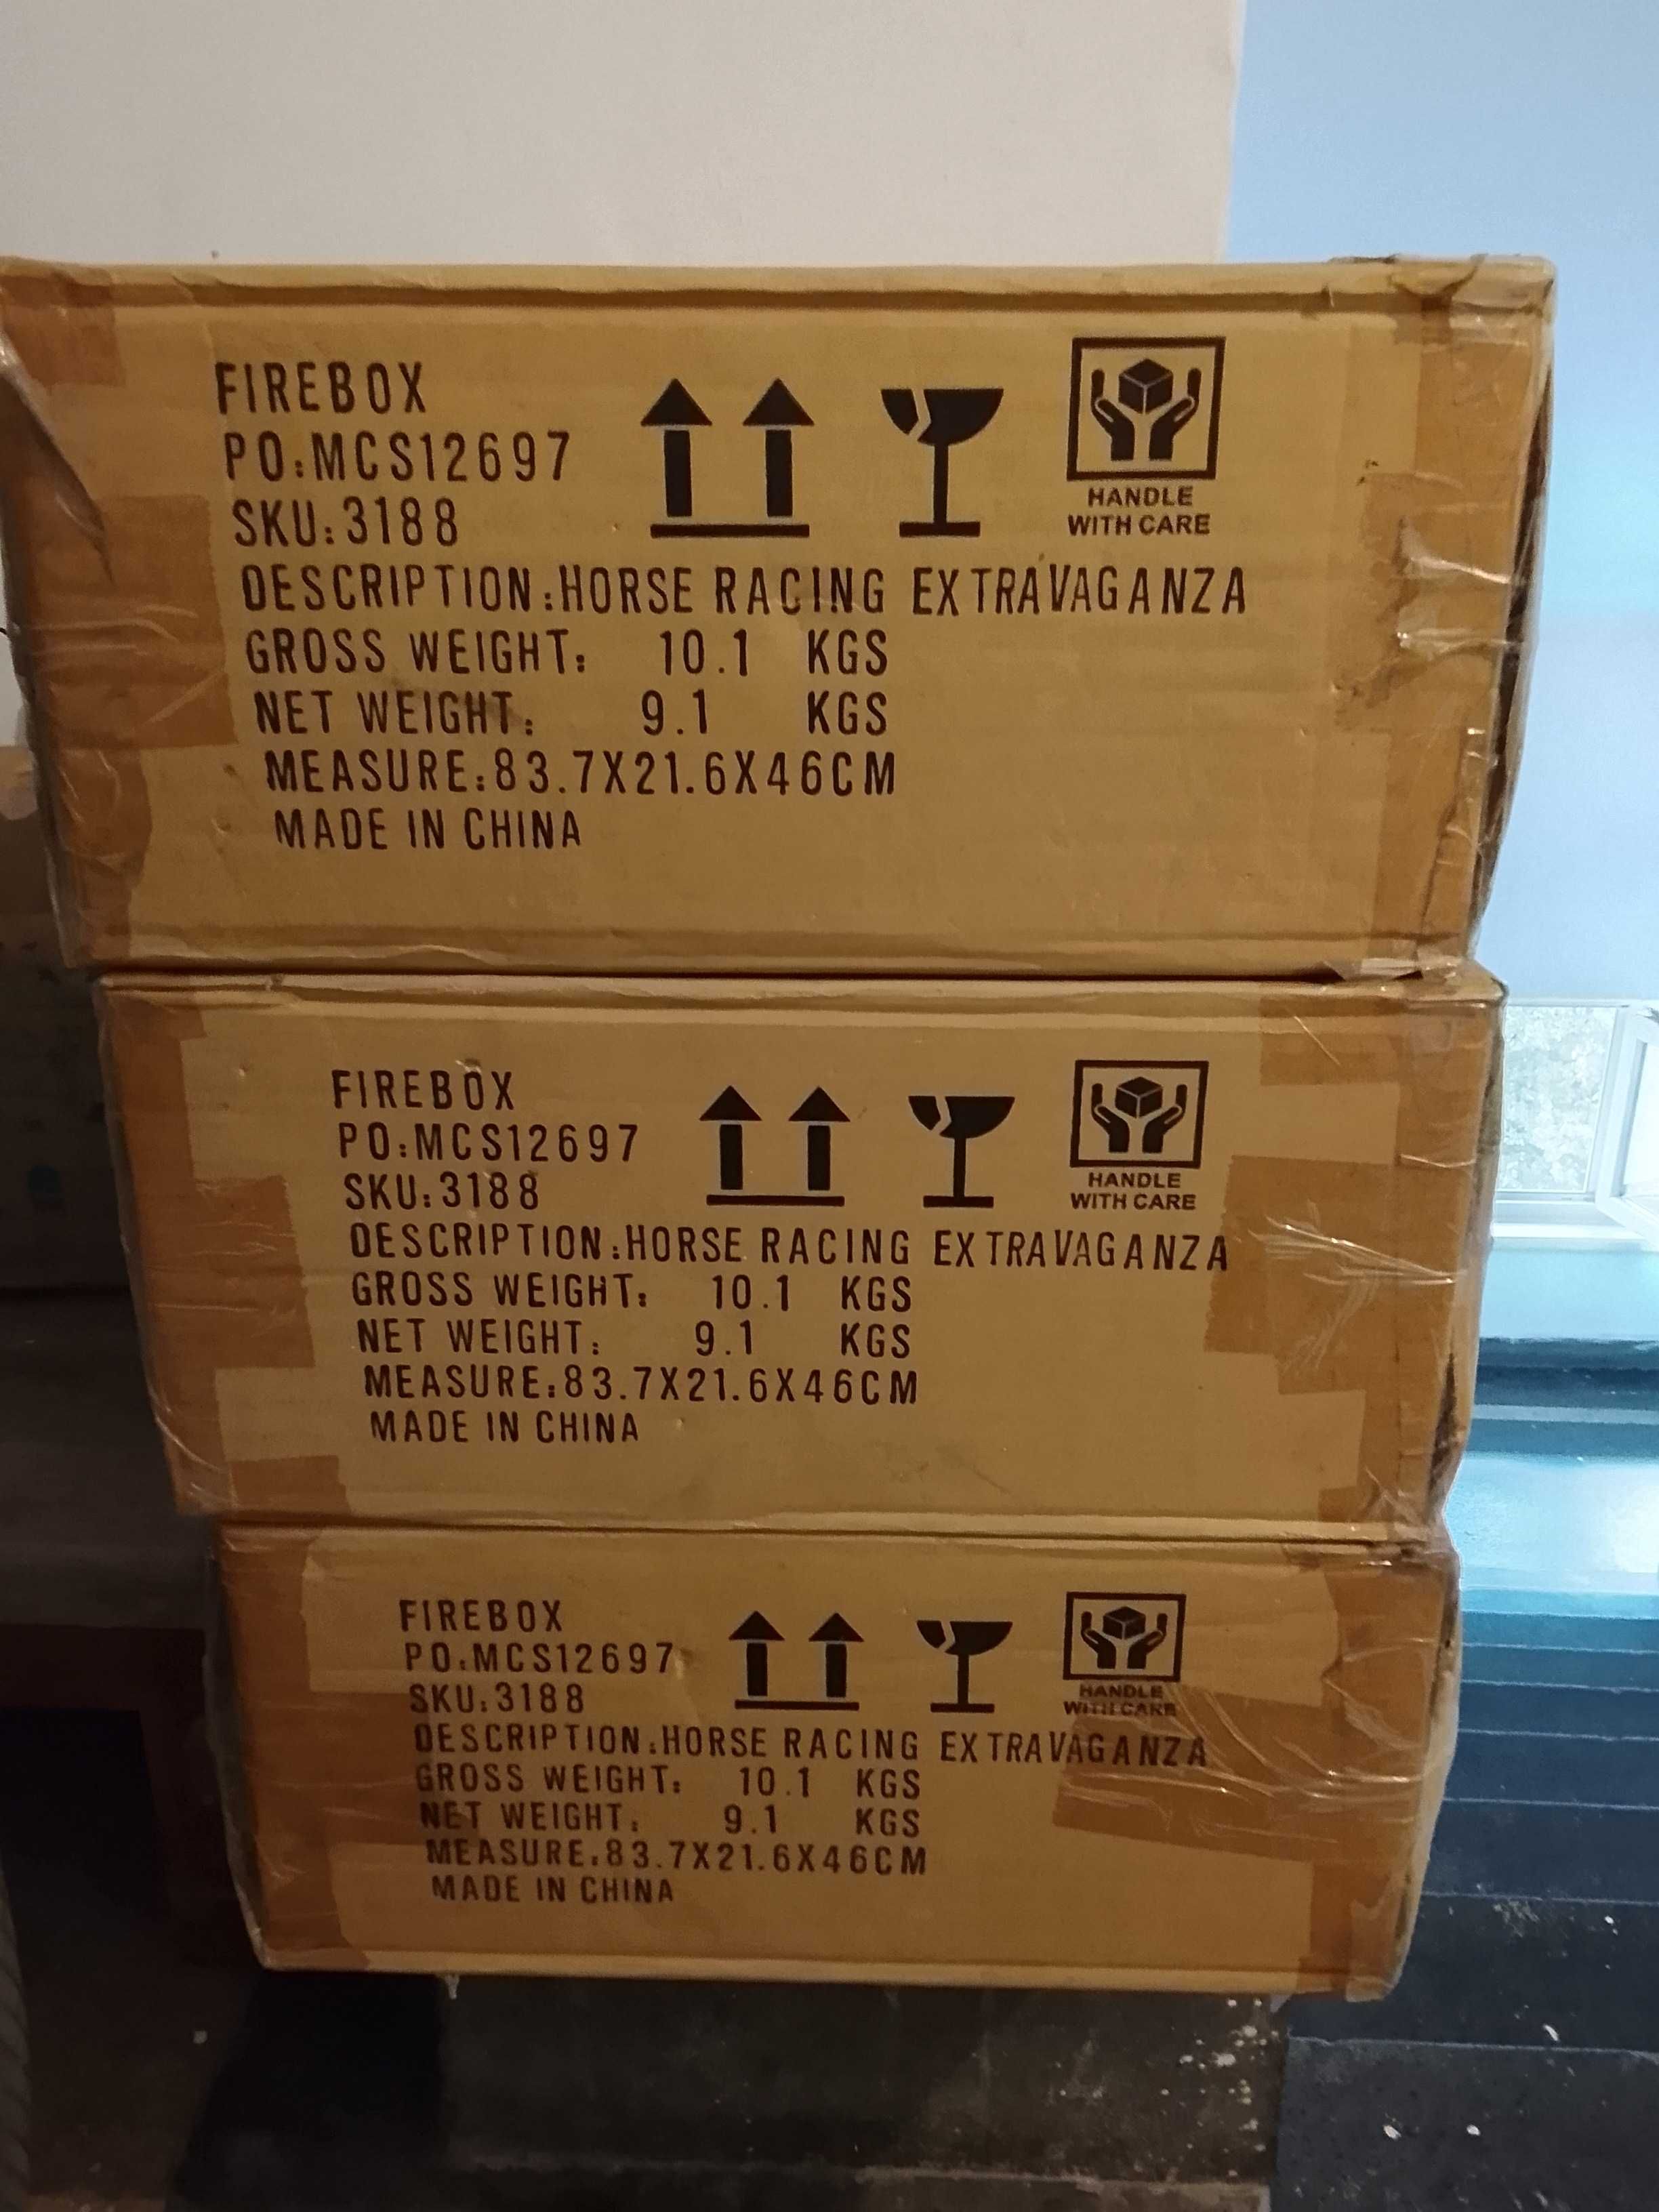 FIREBOX
PO:MCS12697
SKU:3188
HANDLE
WITH CARE
DESCRIPTION:HORSE RACING EXTRAVAGANZA
GROSS WEIGHT: 10.1 KGS
NET WEIGHT: 9.1 KGS
MEASURE:83.7X21.6X46CM
MADE IN CHINA
FIREBOX
PO:MCS12697
SKU:3188
HANDLE
WITH CARE
DESCRIPTION:HORSE RACING EXTRAVAGANZA
GROSS WEIGHT: 10.1 KGS
NET WEIGHT: 9.1 KGS
MEASURE:83.7X21.6X46CM
MADE IN CHINA
FIREBOX
PO:MCS12697
SKU:3188
HANDLE
WITH CARE
DESCRIPTION:HORSE RACING EXTRAVAGANZA
GROSS WEIGHT: 10.1 KGS
NET WEIGHT: 9.1 KGS
MEASURE:83.7X21.6X46CM
MADE IN CHINA